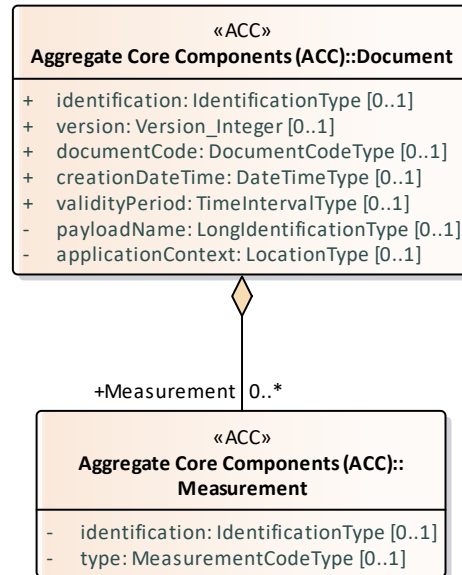 «ACC»
Aggregate Core Components (ACC)::Document
+ identification: IdentificationType [0..1]
+ version: Version_Integer [0..1]
+ documentCode: DocumentCodeType [0..1]
+ creationDateTime: DateTimeType [0..1]
+ validityPeriod: TimeIntervalType [0..1]
- payloadName: LongIdentificationType [0..1]
- applicationContext: LocationType [0..1]
+Measurement 0..*
«ACC»
Aggregate Core Components (ACC)::
Measurement
- identification: IdentificationType [0..1]
- type: MeasurementCodeType [0..1]